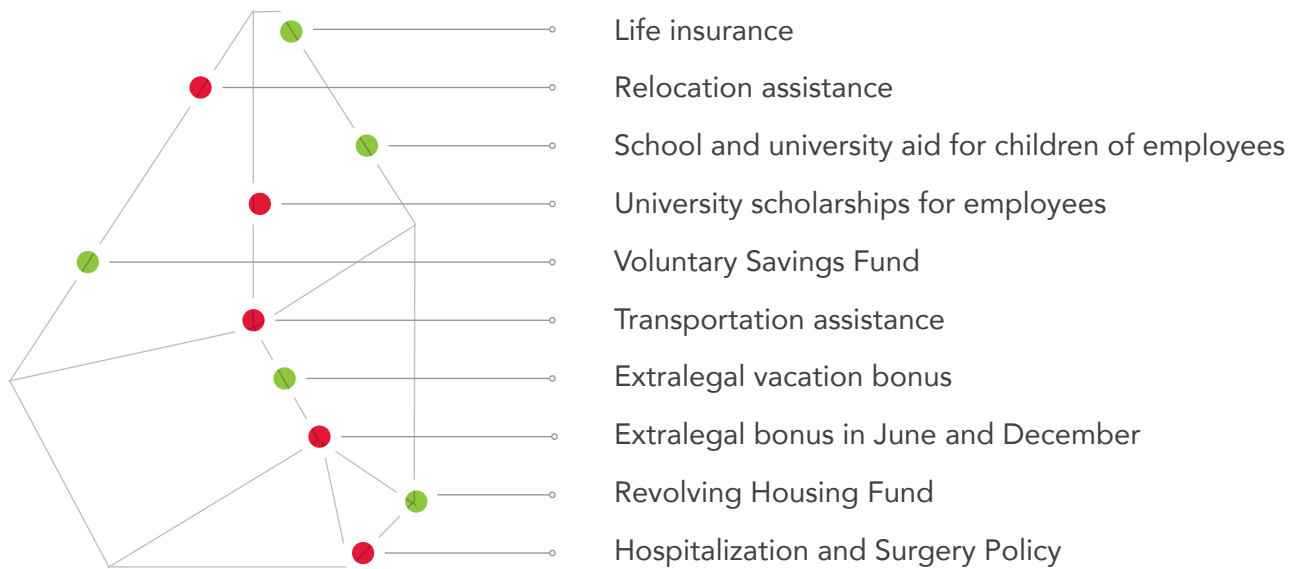 Life insurance
Relocation assistance
School and university aid for children of employees
University scholarships for employees
Voluntary Savings Fund
Transportation assistance
Extralegal vacation bonus
Extralegal bonus in June and December
Revolving Housing Fund
Hospitalization and Surgery Policy